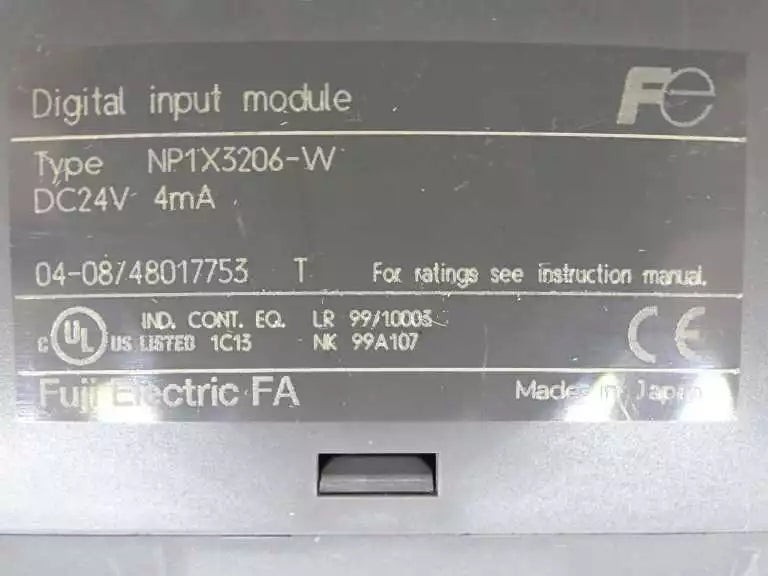 Digital input module
Fe
Type NP1X3206-W
DC24V 4mA
04-08/48017753 T For ratings see instruction manual.
C UL US LISTED IND. CONT. EQ. 1C13 LR 99/10003 NK 99A107 CE
Fuji Electric FA Made in Japan